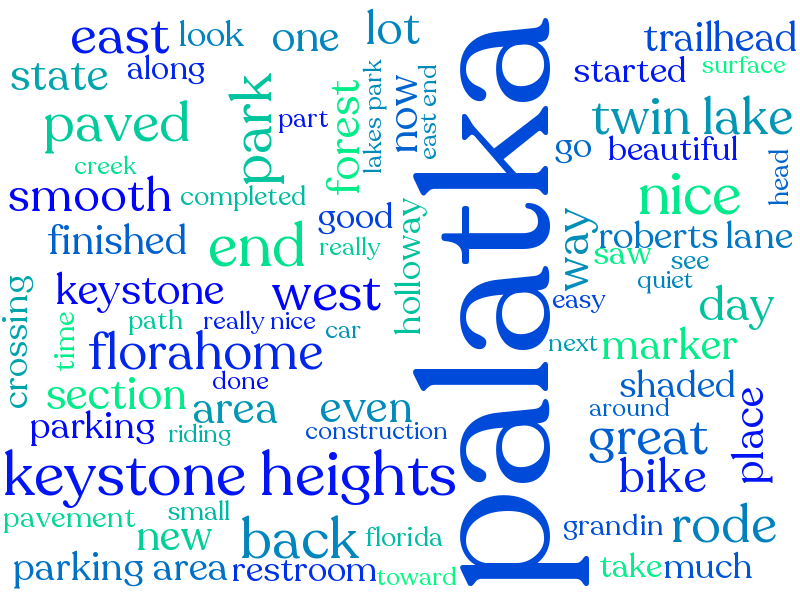 east
look
one
lot
trailhead
state
along
started
surface
paved
park
part
forest
lakes park
now
east end
palatka
twin lake
go
beautiful
head
creek
smooth
completed
good
nice
finished
end
really
holloway
way
roberts lane
saw
see
quiet
crossing
keystone
west
easy
day
time
path
really nice
car
next
marker
florahome
done
section
area
even
shaded
around
place
parking
riding
construction
great
keystone heights
bike
pavement
small
new
back
florida
grandin
rode
parking area
restroom
toward
take
much